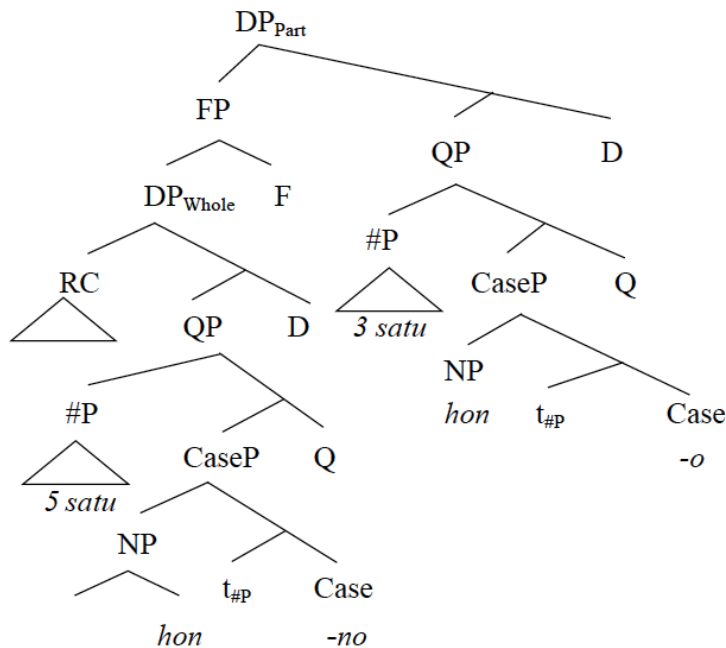 DPPart
FP
QP D
DPWhole F
#P
RC CaseP Q
QP D 3 satu
NP
#P hon t#P Case
CaseP Q -o
5 satu
NP
t#P Case
hon -no